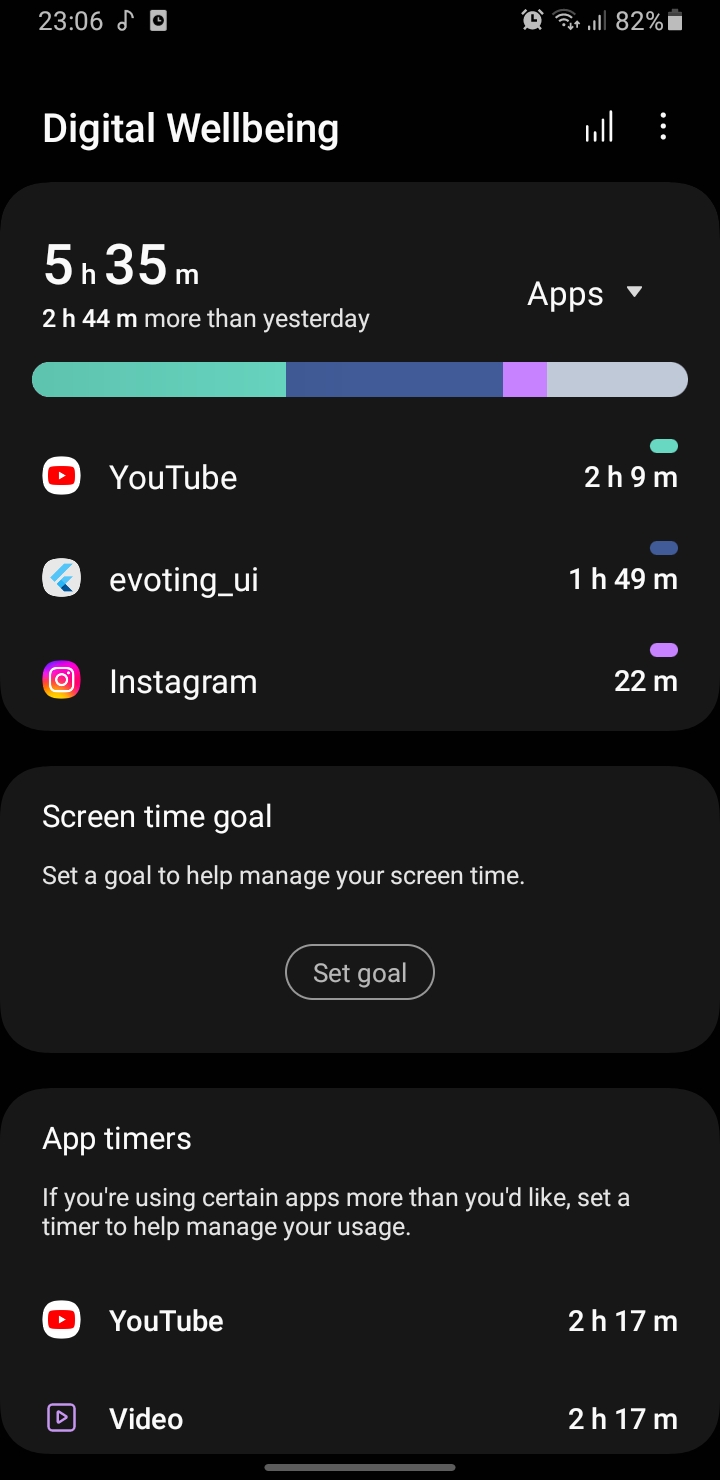 23:06 82%
Digital Wellbeing
5 h 35 m
2 h 44 m more than yesterday
Apps
YouTube 2 h 9 m
evoting_ui 1 h 49 m
Instagram 22 m
Screen time goal
Set a goal to help manage your screen time.
Set goal
App timers
If you're using certain apps more than you'd like, set a
timer to help manage your usage.
YouTube 2 h 17 m
Video 2 h 17 m